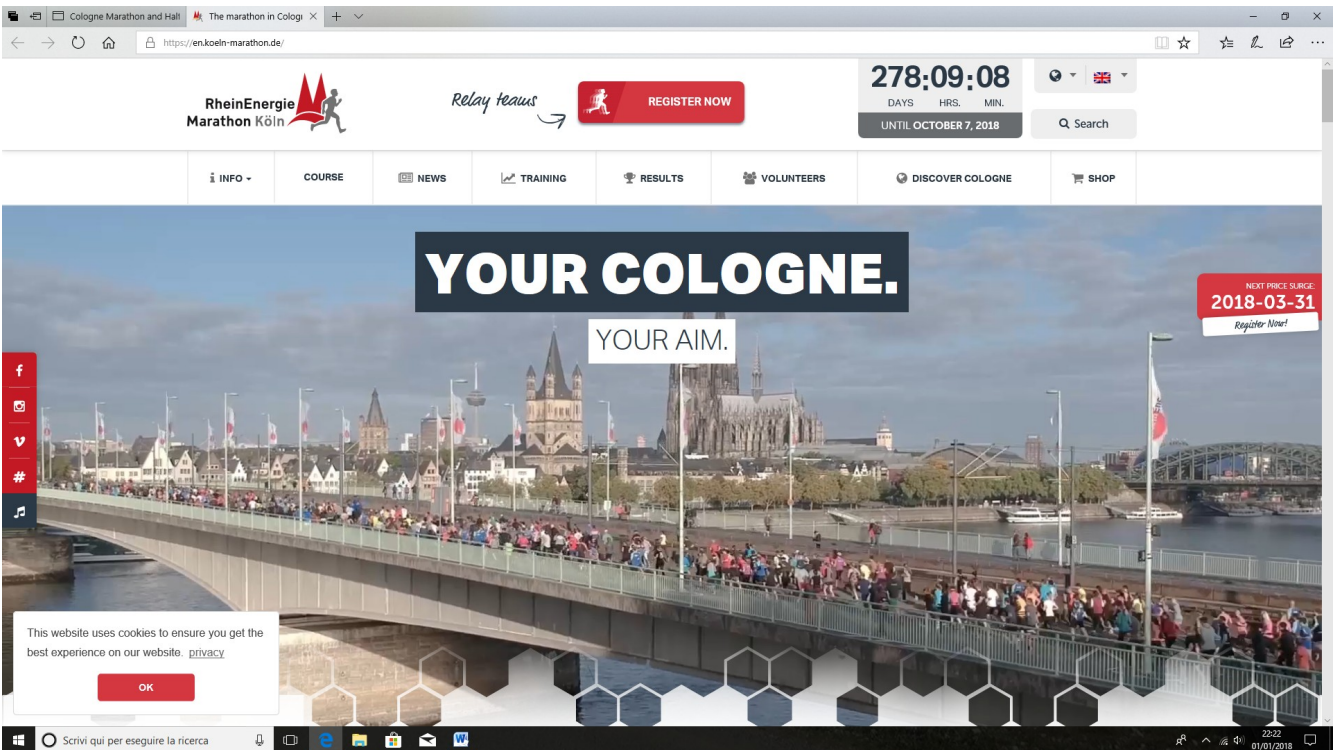 Cologne Marathon and Half
The marathon in Cologn
https://en.koeln-marathon.de/
RheinEnergie
Marathon Köln
Relay teams
REGISTER NOW
278:09:08
DAYS HRS. MIN.
UNTIL OCTOBER 7, 2018
Search
INFO
COURSE
NEWS
TRAINING
RESULTS
VOLUNTEERS
DISCOVER COLOGNE
SHOP
YOUR COLOGNE.
YOUR AIM.
NEXT PRICE SURGE:
2018-03-31
Register Now!
This website uses cookies to ensure you get the
best experience on our website. privacy
OK
Scrivi qui per eseguire la ricerca
22:22
01/01/2018